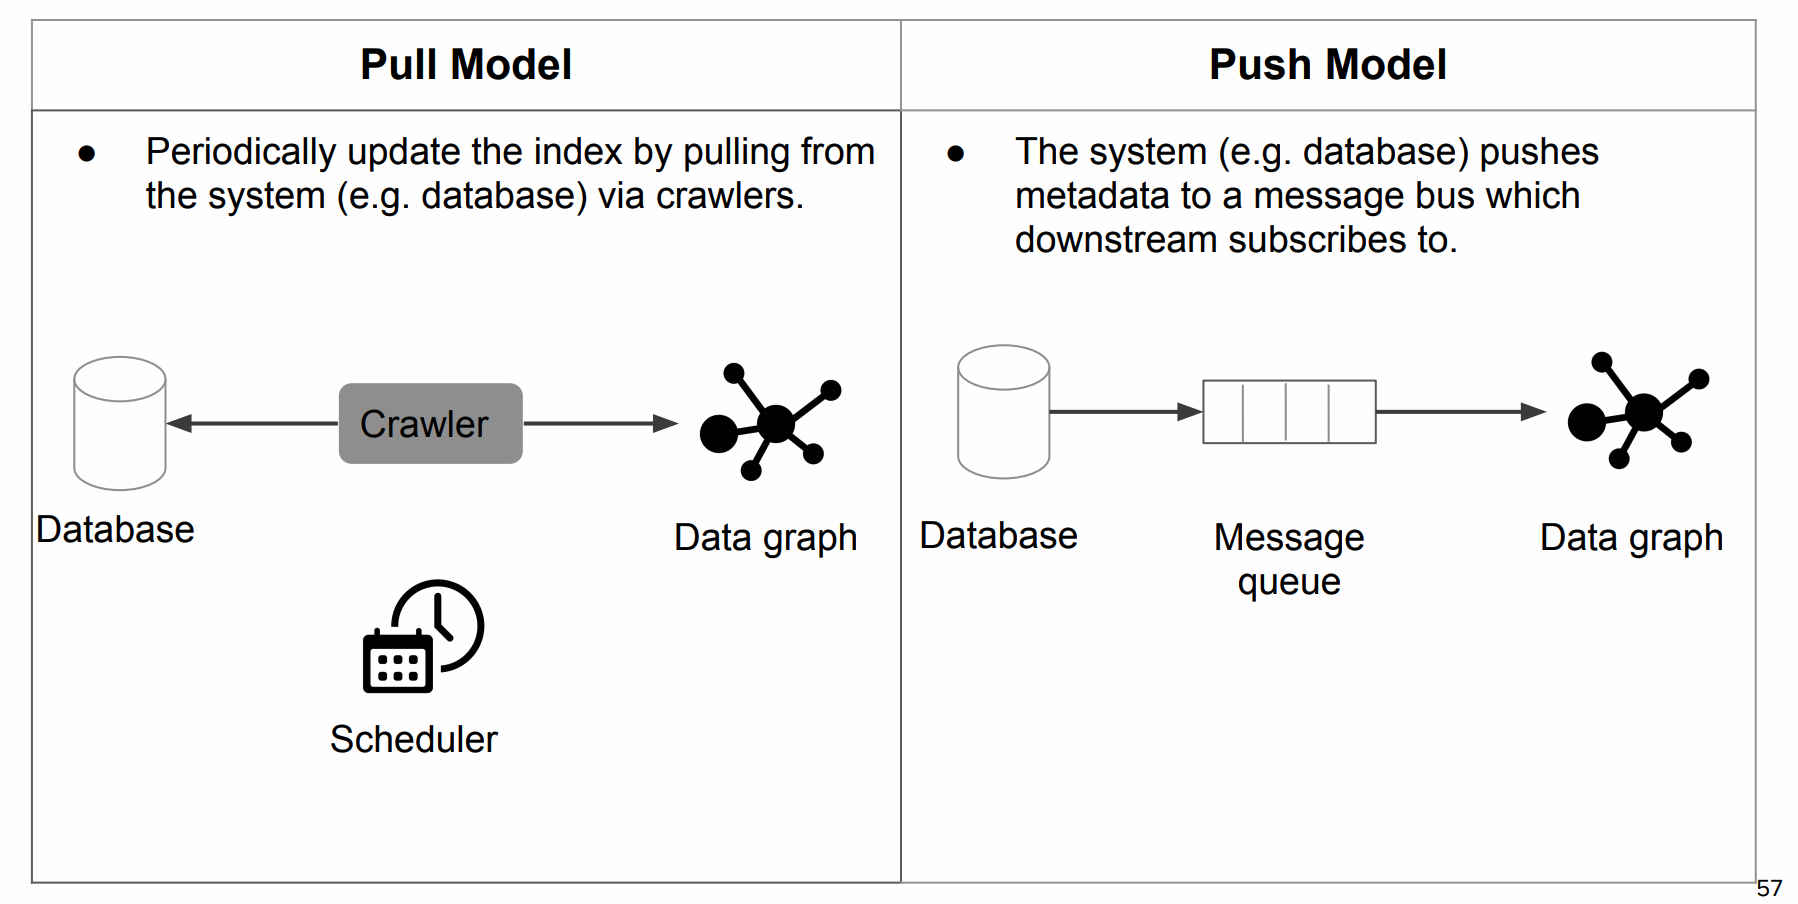 Pull Model
Push Model
● Periodically update the index by pulling from
the system (e.g. database) via crawlers.
● The system (e.g. database) pushes
metadata to a message bus which
downstream subscribes to.
Crawler
Database
Data graph
Scheduler
Database
Message
queue
Data graph
57